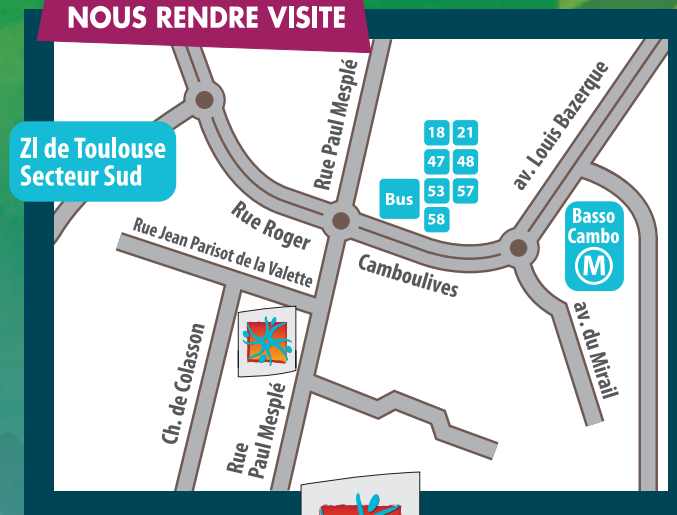 NOUS RENDRE VISITE
ZI de Toulouse
Secteur Sud
Rue Paul Mesplé
av. Louis Bazerque
Bus
18 21
47 48
53 57
58
Basso
Cambo
M
Rue Roger
Camboulives
Rue Jean Parisot de la Valette
Ch. de Colasson
Rue
Paul Mesplé
av. du Mirail